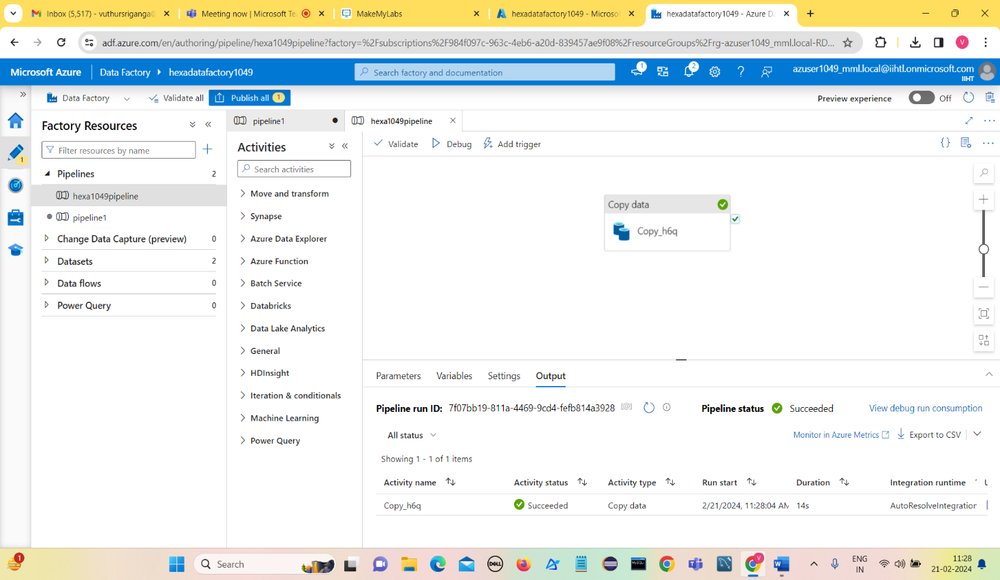 Inbox (5,517) - vuthursriganga@
Meeting now | Microsoft Te
MakeMyLabs
hexadatafactory1049 - Microso
hexadatafactory1049 - Azure D
adf.azure.com/en/authoring/pipeline/hexa1049pipeline?factory=%2Fsubscriptions%2F984f097c-963c-4eb6-a20d-839457ae9f08%2FresourceGroups%2Frg-azuser1049_mml.local-RD...
V
Microsoft Azure
Data Factory
hexadatafactory1049
Search factory and documentation
1
2
azuser1049_mml.local@iihtl.onmicrosoft.com
IIHT
Data Factory
Validate all
Publish all 1
Preview experience
Off
1
Factory Resources
Filter resources by name
Pipelines 2
hexa1049pipeline
pipeline1
Change Data Capture (preview) 0
Datasets 2
Data flows 0
Power Query 0
pipeline1
hexa1049pipeline
Activities
Search activities
Move and transform
Synapse
Azure Data Explorer
Azure Function
Batch Service
Databricks
Data Lake Analytics
General
HDInsight
Iteration & conditionals
Machine Learning
Power Query
Validate
Debug
Add trigger
{}
Copy data
Copy_h6q
Parameters
Variables
Settings
Output
Pipeline run ID: 7f07bb19-811a-4469-9cd4-fefb814a3928
Pipeline status Succeeded
View debug run consumption
All status
Monitor in Azure Metrics
Export to CSV
Showing 1 - 1 of 1 items
Activity name Activity status Activity type Run start Duration Integration runtime
Copy_h6q Succeeded Copy data 2/21/2024, 11:28:04 AM 14s AutoResolveIntegration
1
Search
DELL
MySQL
V
ENG
IN
11:28
21-02-2024